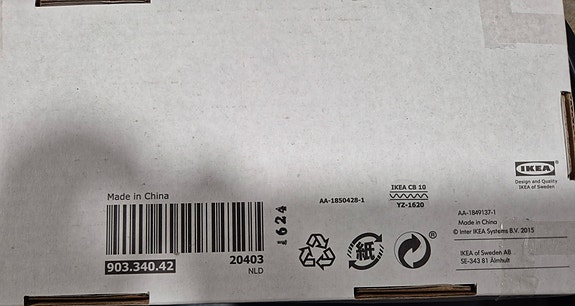 IKEA
Design and Quality
IKEA of Sweden
Made in China
903.340.42
20403
NLD
1624
AA-1850428-1
IKEA CB 10
YZ-1620
紙
R
AA-1849137-1
Made in China
© Inter IKEA Systems B.V. 2015
IKEA of Sweden AB
SE-343 81 Älmhult